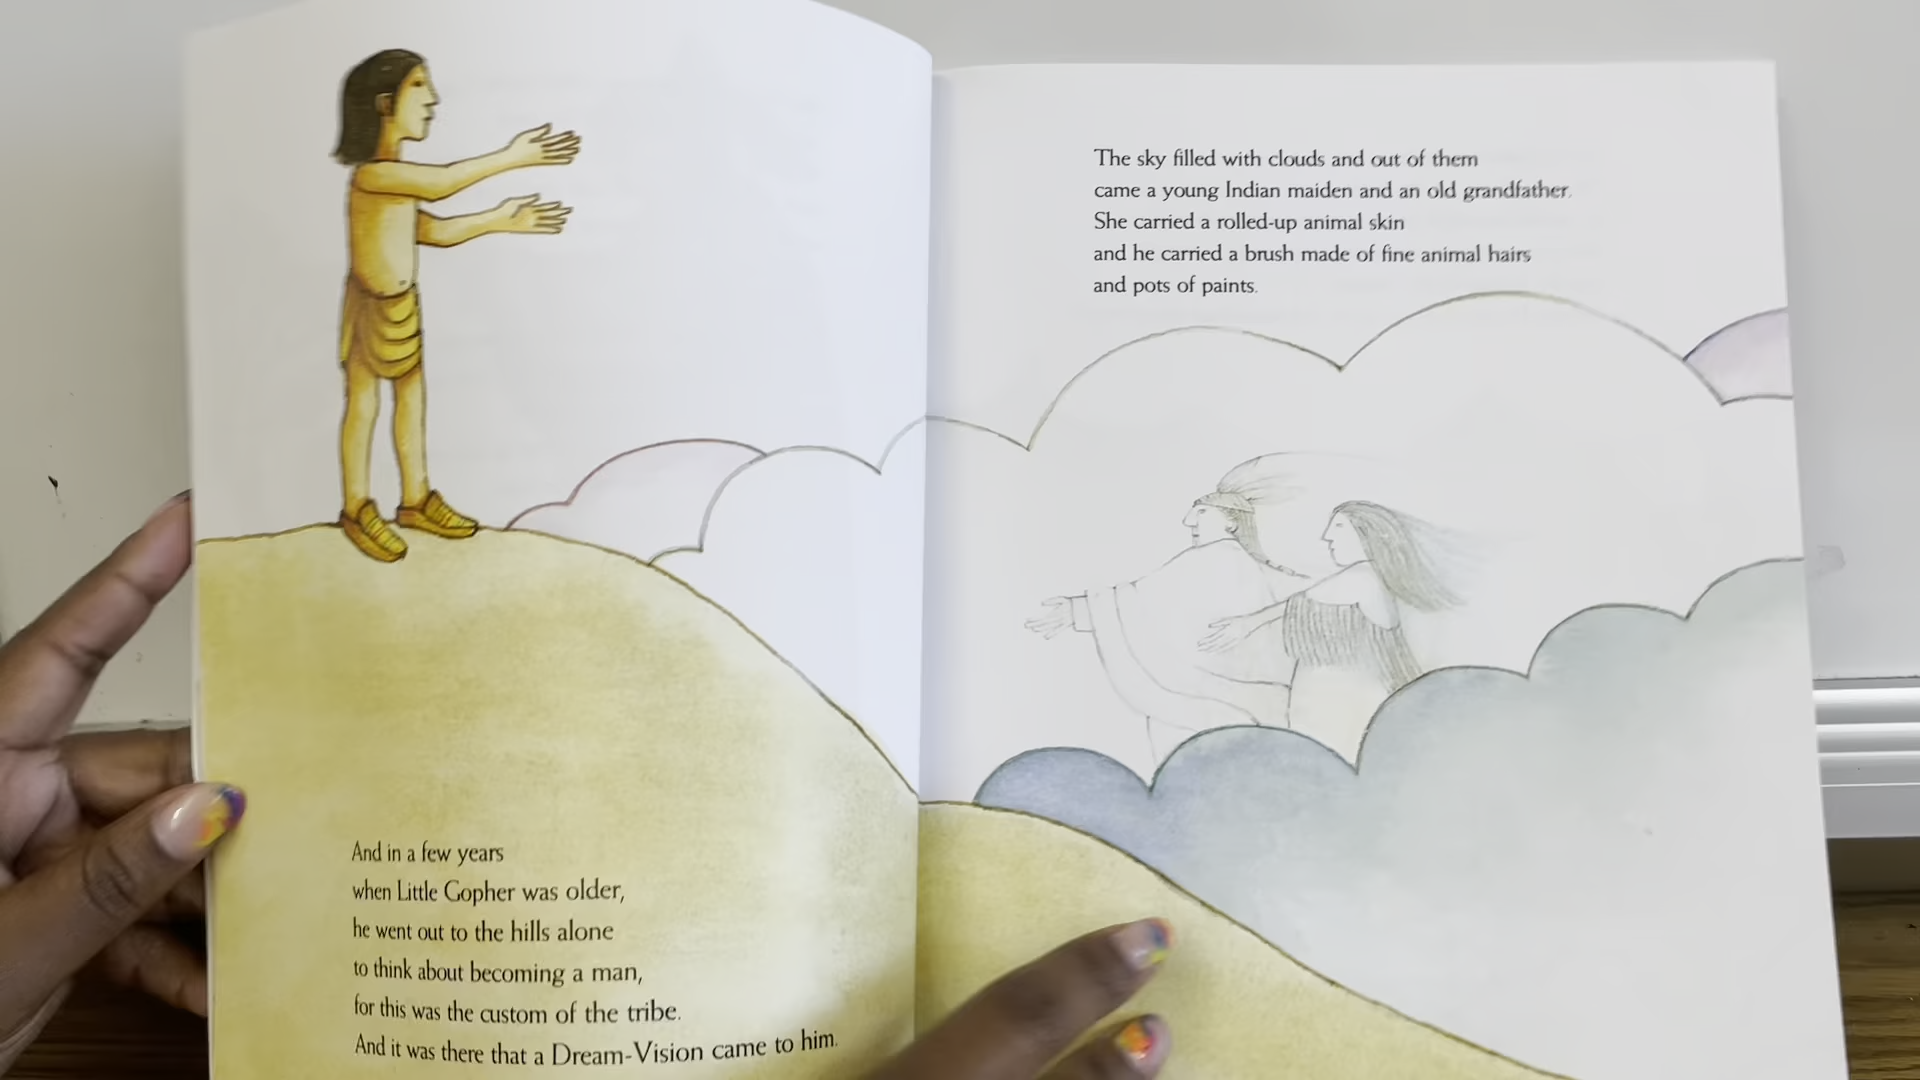 And in a few years
when Little Gopher was older,
he went out to the hills alone
to think about becoming a man,
for this was the custom of the tribe.
And it was there that a Dream-Vision came to him.
The sky filled with clouds and out of them
came a young Indian maiden and an old grandfather.
She carried a rolled-up animal skin
and he carried a brush made of fine animal hairs
and pots of paints.